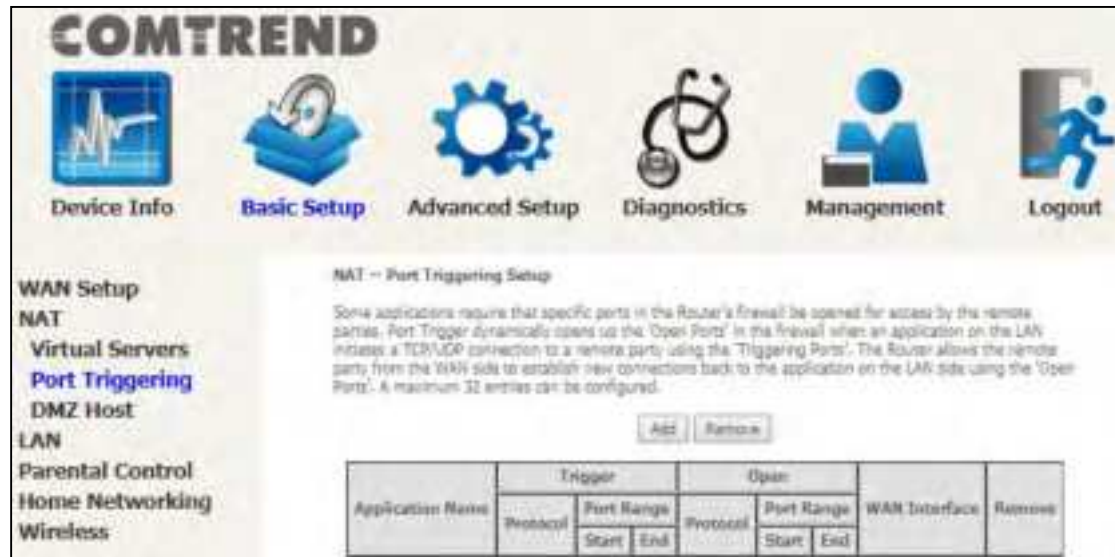 COMTREND
Device Info
Basic Setup
Advanced Setup
Diagnostics
Management
Logout
WAN Setup
NAT
Virtual Servers
Port Triggering
DMZ Host
LAN
Parental Control
Home Networking
Wireless
NAT -- Port Triggering Setup
Some applications require that specific ports in the Router's firewall be opened for access by the remote
parties. Port Trigger dynamically opens up the 'Open Ports' in the firewall when an application on the LAN
initiates a TCP/UDP connection to a remote party using the 'Triggering Ports'. The Router allows the remote
party from the WAN side to establish new connections back to the application on the LAN side using the 'Open
Ports'. A maximum 32 entries can be configured.
Add Remove
Application Name Trigger Open WAN Interface Remove
Protocol Port Range Protocol Port Range
Start End Start End